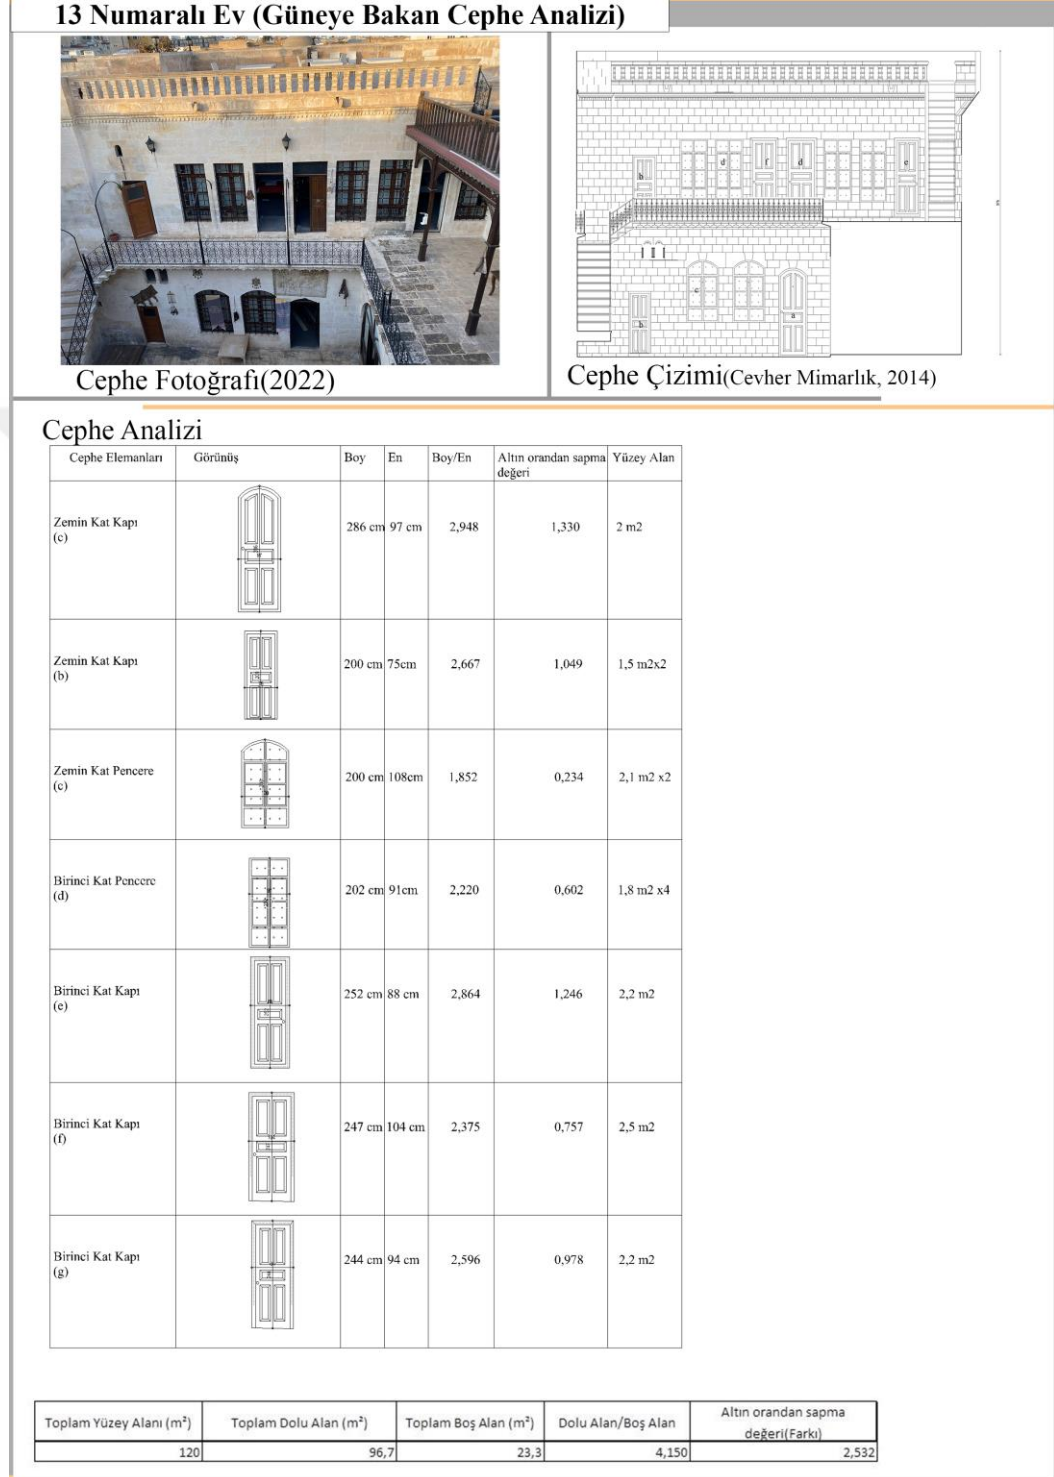 13 Numaralı Ev (Güneye Bakan Cephe Analizi)
Cephe Fotoğrafı(2022)
b
d
f
d
e
c
b
a
Cephe Çizimi(Cevher Mimarlık, 2014)
Cephe Analizi
Cephe Elemanları Görünüş Boy En Boy/En Altın orandan sapma değeri Yüzey Alan
Zemin Kat Kapı (c) 286 cm 97 cm 2,948 1,330 2 m2
Zemin Kat Kapı (b) 200 cm 75cm 2,667 1,049 1,5 m2x2
Zemin Kat Pencere (c) 200 cm 108cm 1,852 0,234 2,1 m2 x2
Birinci Kat Pencere (d) 202 cm 91cm 2,220 0,602 1,8 m2 x4
Birinci Kat Kapı (e) 252 cm 88 cm 2,864 1,246 2,2 m2
Birinci Kat Kapı (f) 247 cm 104 cm 2,375 0,757 2,5 m2
Birinci Kat Kapı (g) 244 cm 94 cm 2,596 0,978 2,2 m2
Toplam Yüzey Alanı (m²) Toplam Dolu Alan (m²) Toplam Boş Alan (m²) Dolu Alan/Boş Alan Altın orandan sapma değeri(Farkı)
120 96,7 23,3 4,150 2,532